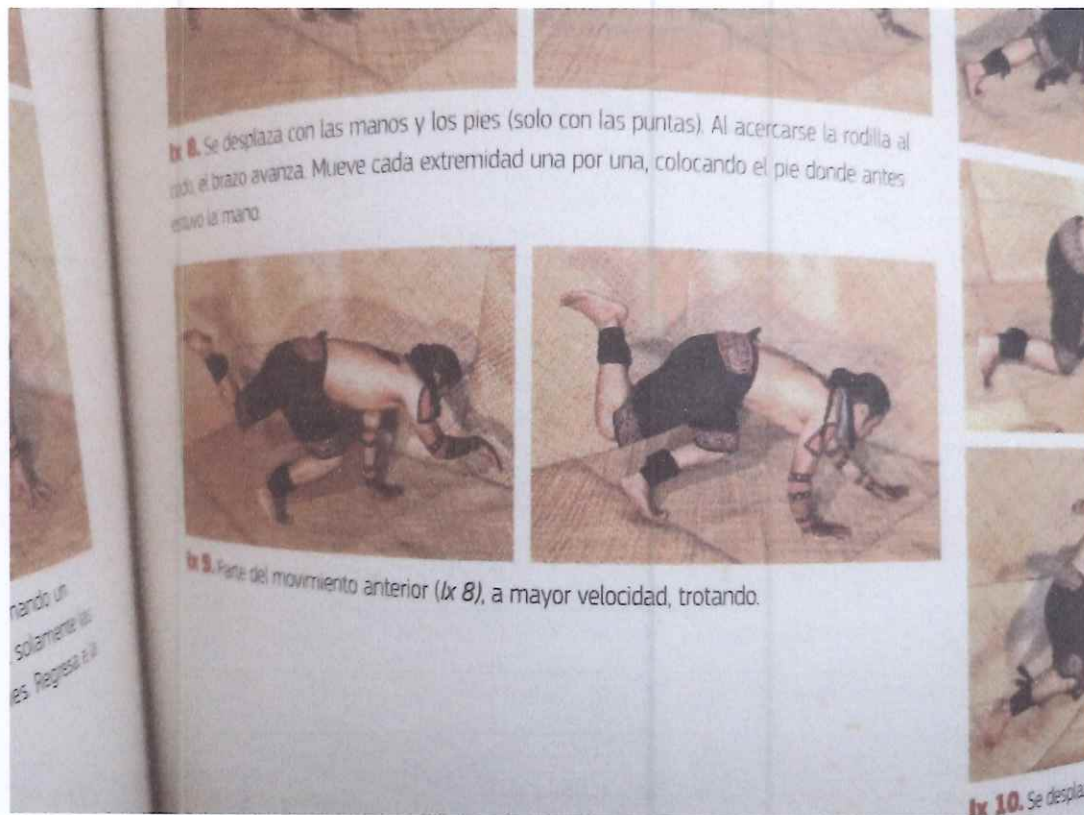 nando un
solamente las
es. Regresa a la
Ix 8. Se desplaza con las manos y los pies (solo con las puntas). Al acercarse la rodilla al
codo, el brazo avanza. Mueve cada extremidad una por una, colocando el pie donde antes
estuvo la mano.
Ix 9. Parte del movimiento anterior (Ix 8), a mayor velocidad, trotando.
Ix 10. Se despla